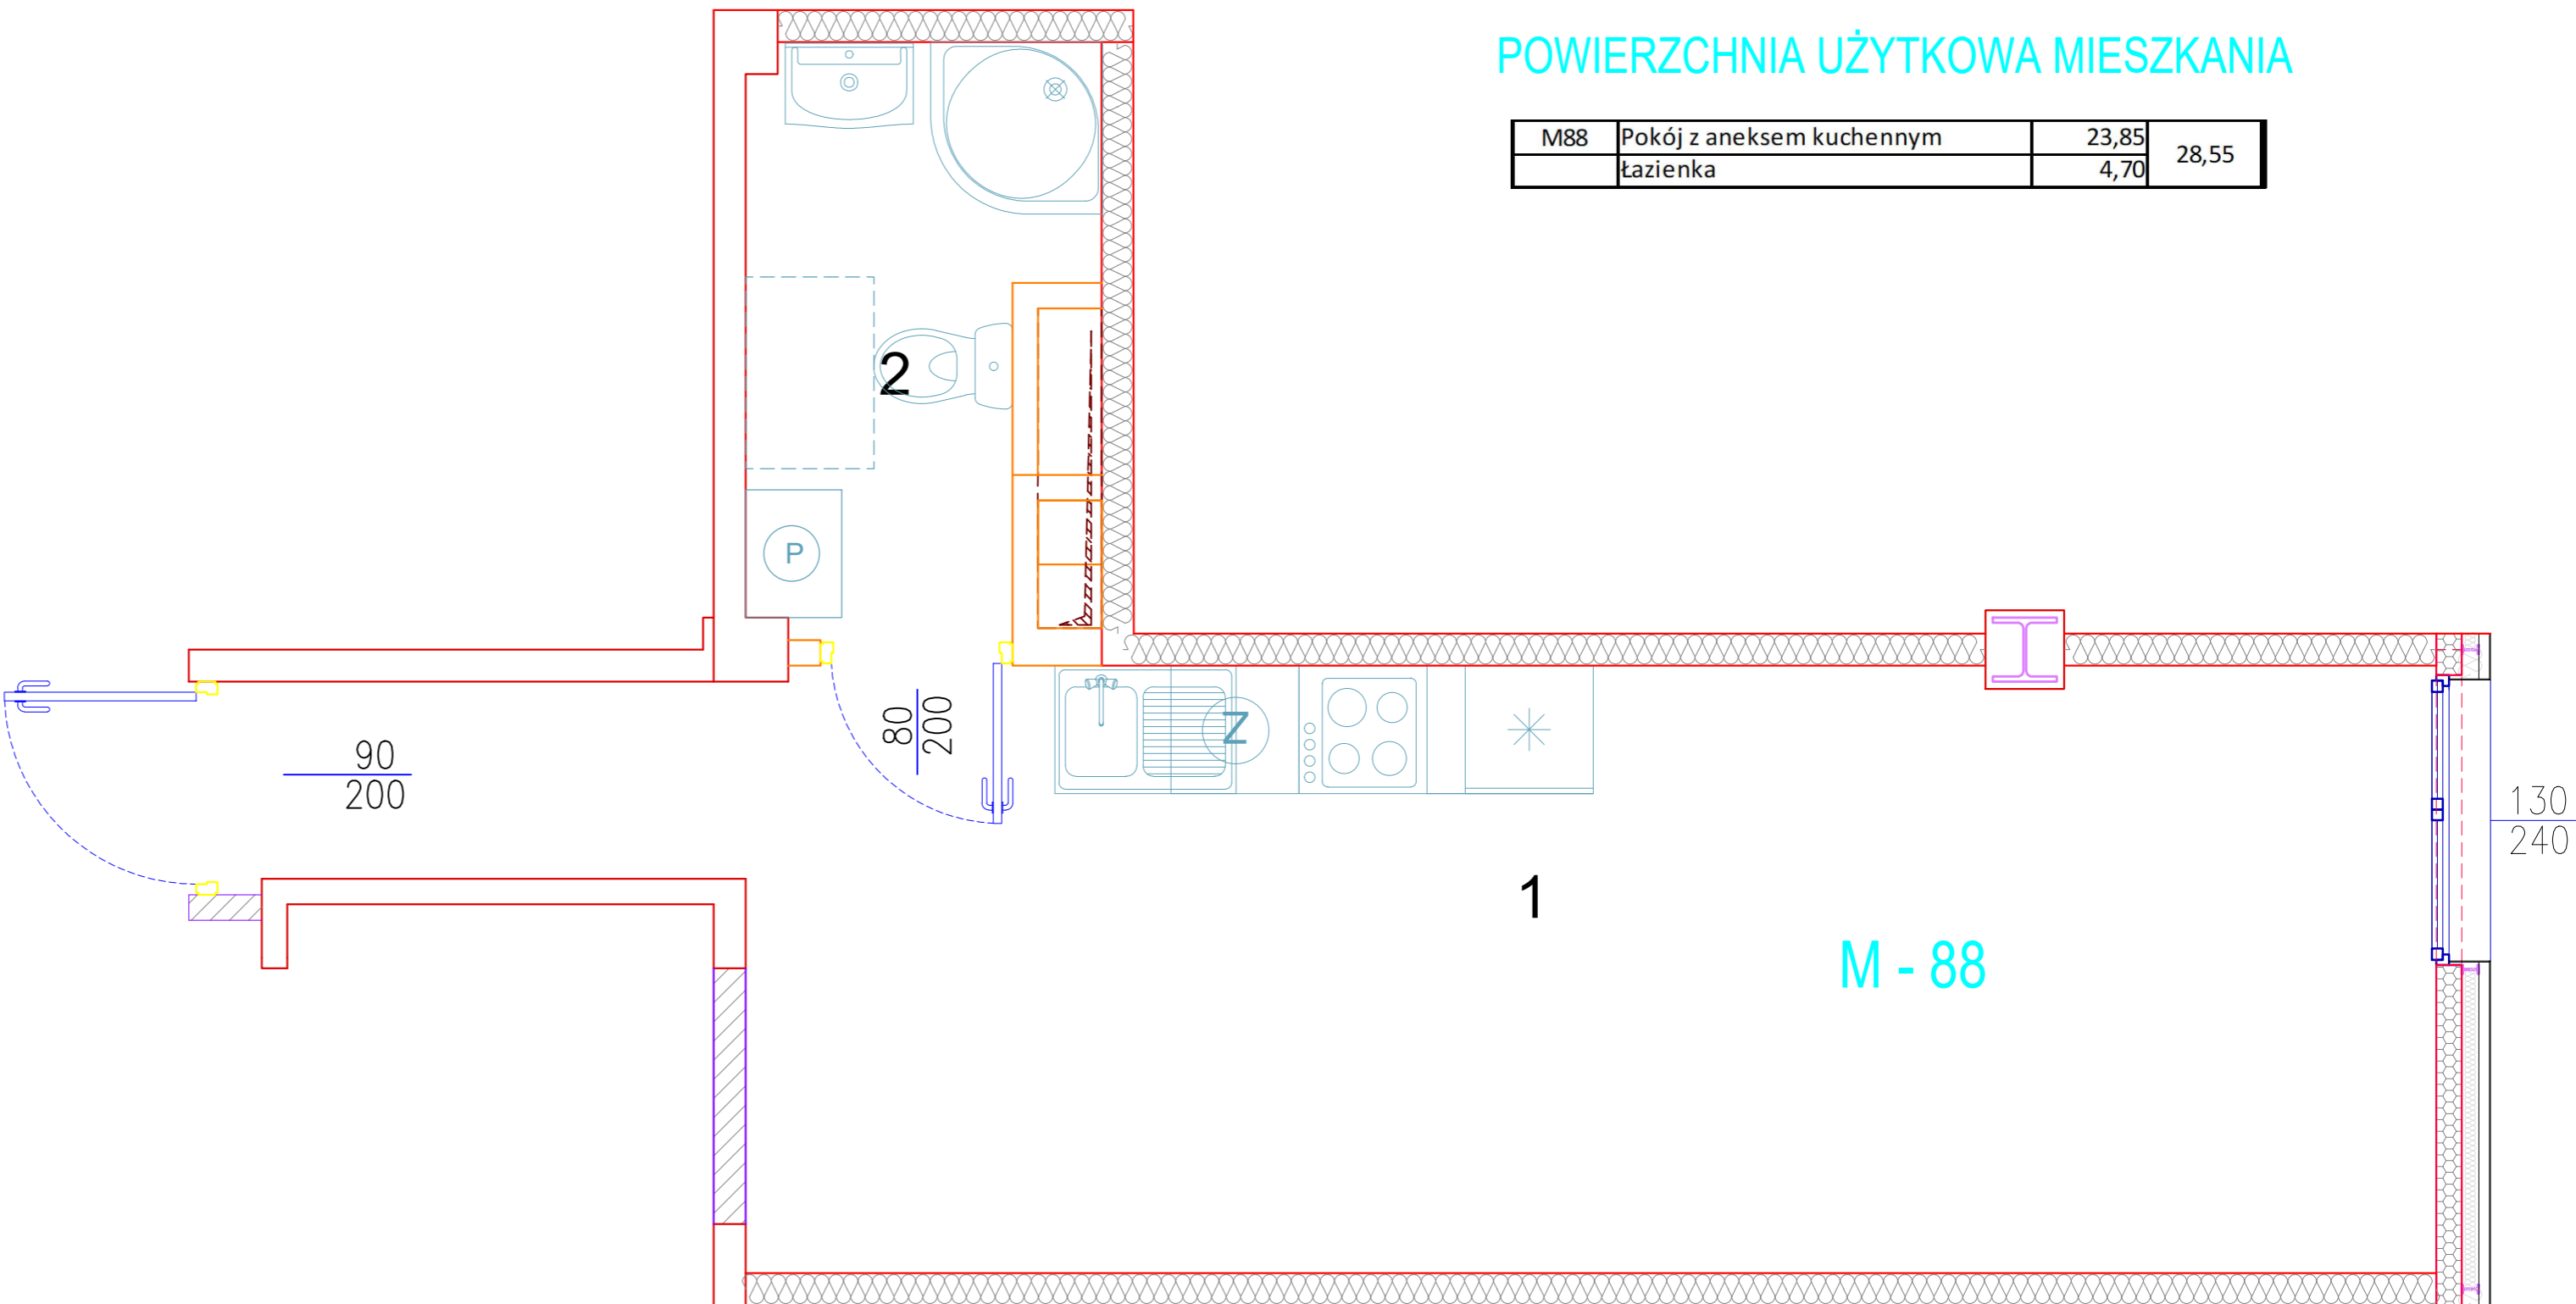 POWIERZCHNIA UŻYTKOWA MIESZKANIA
M88 Pokój z aneksem kuchennym 23,85 28,55
Łazienka 4,70
2
P
80
200
Z
90
200
130
240
1
M - 88